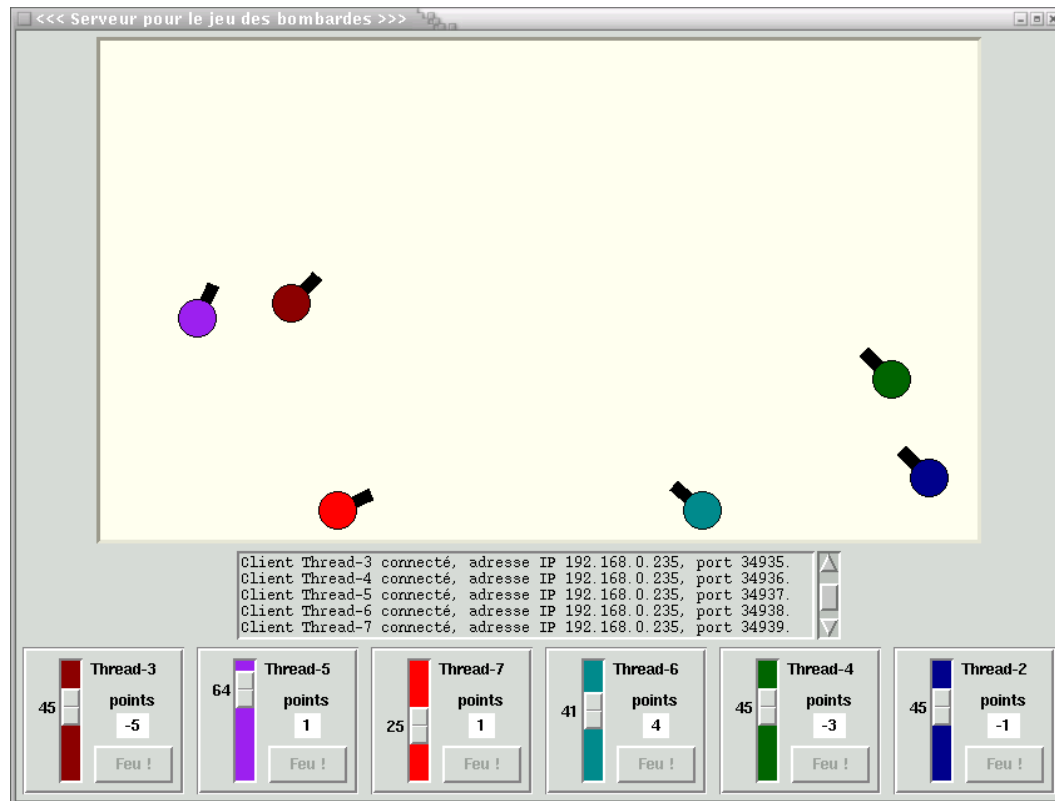 <<< Serveur pour le jeu des bombardes >>>
Client Thread-3 connecté, adresse IP 192.168.0.235, port 34935.
Client Thread-4 connecté, adresse IP 192.168.0.235, port 34936.
Client Thread-5 connecté, adresse IP 192.168.0.235, port 34937.
Client Thread-6 connecté, adresse IP 192.168.0.235, port 34938.
Client Thread-7 connecté, adresse IP 192.168.0.235, port 34939.
Thread-3
45
points
-5
Feu !
Thread-5
64
points
1
Feu !
Thread-7
25
points
1
Feu !
Thread-6
41
points
4
Feu !
Thread-4
45
points
-3
Feu !
Thread-2
45
points
-1
Feu !